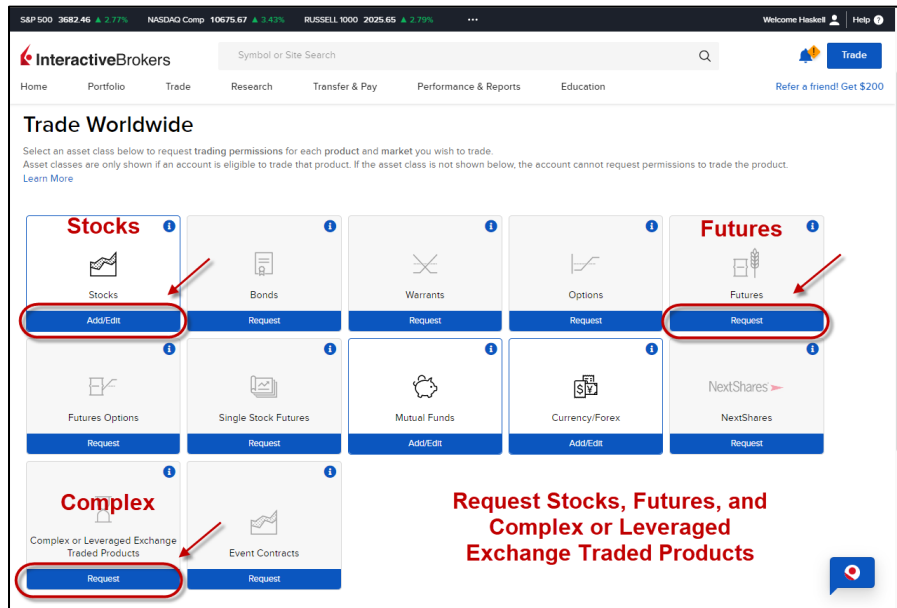 S&P 500 3682.46 ▲ 2.77% NASDAQ Comp 10675.67 ▲ 3.43% RUSSELL 1000 2025.65 ▲ 2.79% ••• Welcome Haskell Help ?
InteractiveBrokers Symbol or Site Search Trade
Home Portfolio Trade Research Transfer & Pay Performance & Reports Education Refer a friend! Get $200
Trade Worldwide
Select an asset class below to request trading permissions for each product and market you wish to trade.
Asset classes are only shown if an account is eligible to trade that product. If the asset class is not shown below, the account cannot request permissions to trade the product.
Learn More
Stocks Futures
Stocks Bonds Warrants Options Futures
Add/Edit Request Request Request Request
NextShares
Futures Options Single Stock Futures Mutual Funds Currency/Forex NextShares
Request Request Add/Edit Add/Edit Request
Complex
Complex or Leveraged Exchange
Traded Products Event Contracts
Request Request
Request Stocks, Futures, and
Complex or Leveraged
Exchange Traded Products